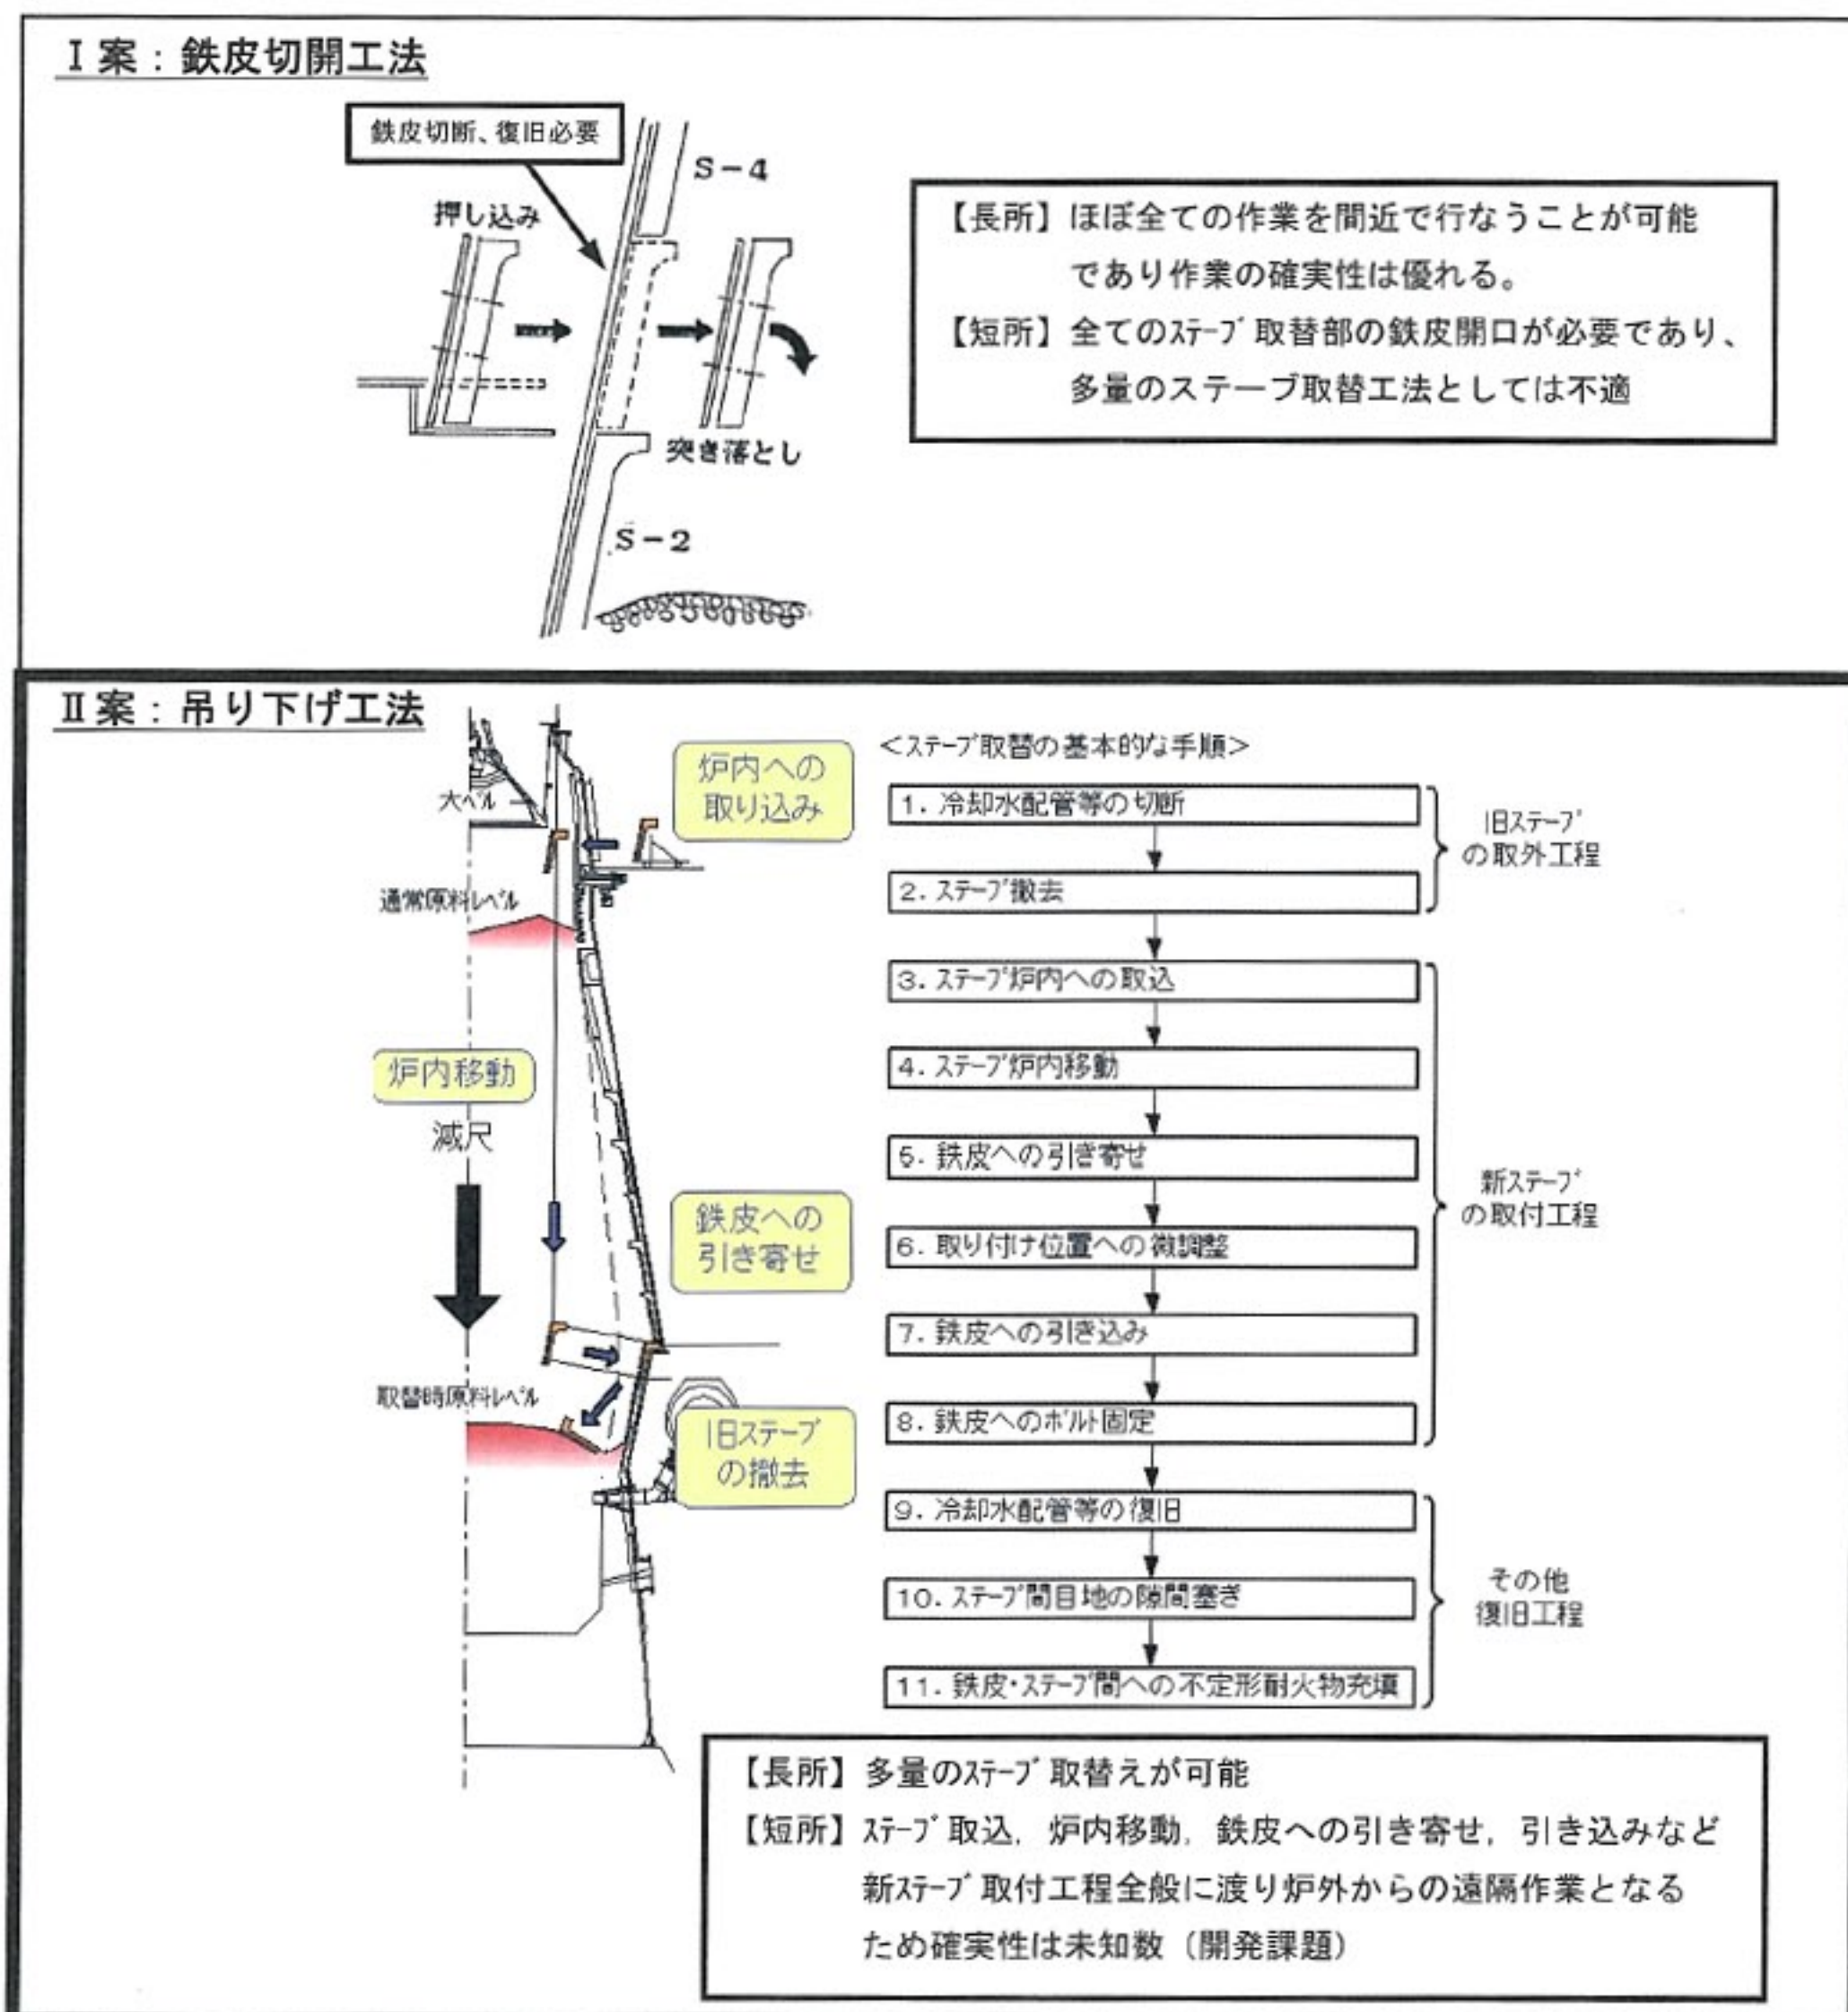 Ⅰ案：鉄皮切開工法
鉄皮切断、復旧必要
S-4
押し込み
突き落とし
S-2
【長所】ほぼ全ての作業を間近で行なうことが可能
であり作業の確実性は優れる。
【短所】全てのｽﾃｰﾌﾞ取替部の鉄皮開口が必要であり、
多量のステーブ取替工法としては不適
Ⅱ案：吊り下げ工法
大ﾍﾞﾙ
通常原料ﾚﾍﾞﾙ
炉内移動
減尺
取替時原料ﾚﾍﾞﾙ
炉内への
取り込み
鉄皮への
引き寄せ
旧ステーブ
の撤去
＜ｽﾃｰﾌﾞ取替の基本的な手順＞
1. 冷却水配管等の切断
2. ｽﾃｰﾌﾞ撤去
旧ｽﾃｰﾌﾞ
の取外工程
3. ｽﾃｰﾌﾞ炉内への取込
4. ｽﾃｰﾌﾞ炉内移動
5. 鉄皮への引き寄せ
6. 取り付け位置への微調整
7. 鉄皮への引き込み
8. 鉄皮へのﾎﾞﾙﾄ固定
新ｽﾃｰﾌﾞ
の取付工程
9. 冷却水配管等の復旧
10. ｽﾃｰﾌﾞ間目地の隙間塞ぎ
11. 鉄皮・ｽﾃｰﾌﾞ間への不定形耐火物充填
その他
復旧工程
【長所】多量のｽﾃｰﾌﾞ取替えが可能
【短所】ｽﾃｰﾌﾞ取込，炉内移動，鉄皮への引き寄せ，引き込みなど
新ｽﾃｰﾌﾞ取付工程全般に渡り炉外からの遠隔作業となる
ため確実性は未知数（開発課題）